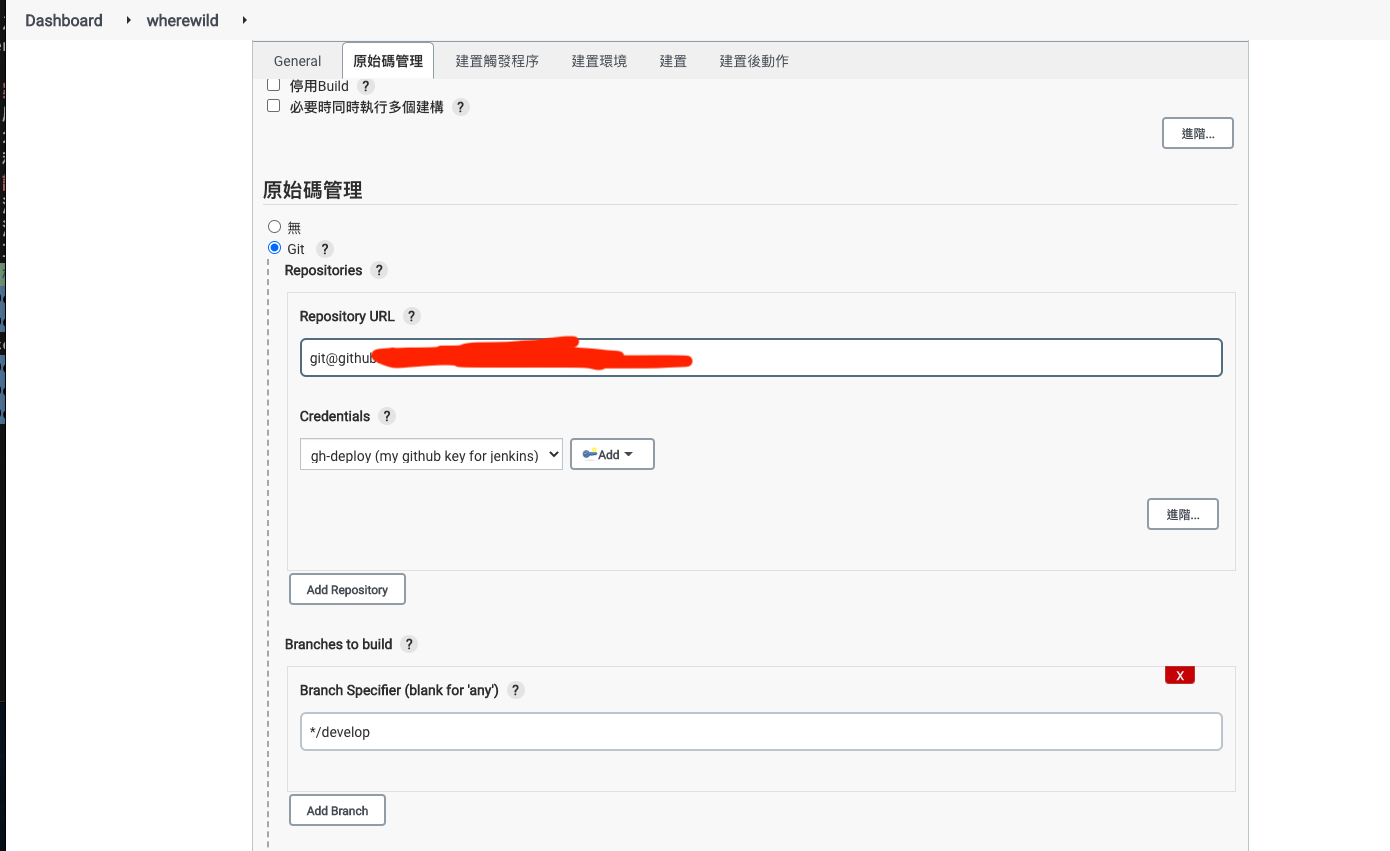 Dashboard wherewild
General 原始碼管理 建置觸發程序 建置環境 建置 建置後動作
停用Build ?
必要時同時執行多個建構 ?
進階...
原始碼管理
無
Git ?
Repositories ?
Repository URL ?
git@github
Credentials ?
gh-deploy (my github key for jenkins) Add
進階...
Add Repository
Branches to build ?
X
Branch Specifier (blank for 'any') ?
*/develop
Add Branch